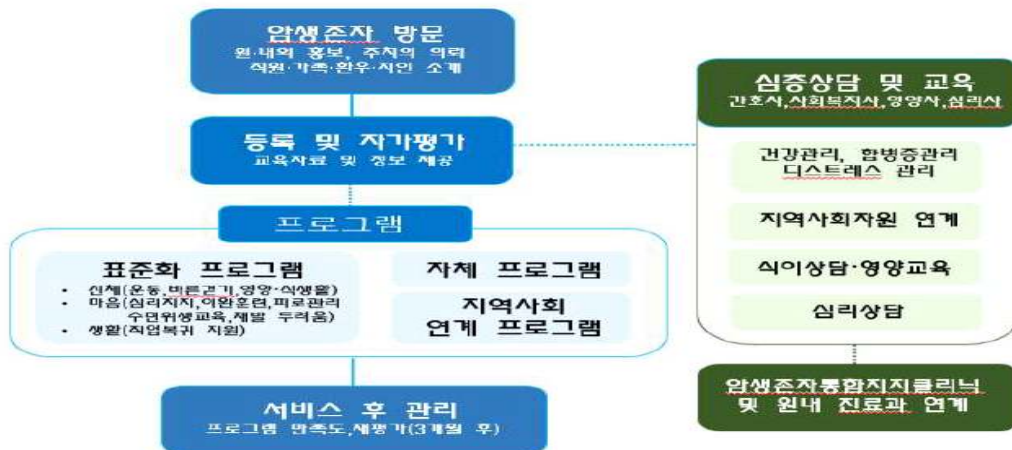 암생존자 방문
원·내외 홍보, 주치의 의뢰
직원·가족·환우·지인 소개
등록 및 자가평가
교육자료 및 정보 제공
프로그램
표준화 프로그램
• 신체(운동,바른걷기,영양·식생활)
• 마음(심리지지,이완훈련,피로관리
수면위생교육,재발 두려움)
• 생활(직업복귀 지원)
자체 프로그램
지역사회
연계 프로그램
서비스 후 관리
프로그램 만족도,재평가(3개월 후)
심층상담 및 교육
간호사,사회복지사,영양사,심리사
건강관리, 합병증관리
디스트레스 관리
지역사회자원 연계
식이상담·영양교육
심리상담
암생존자통합지지클리닉
및 원내 진료과 연계